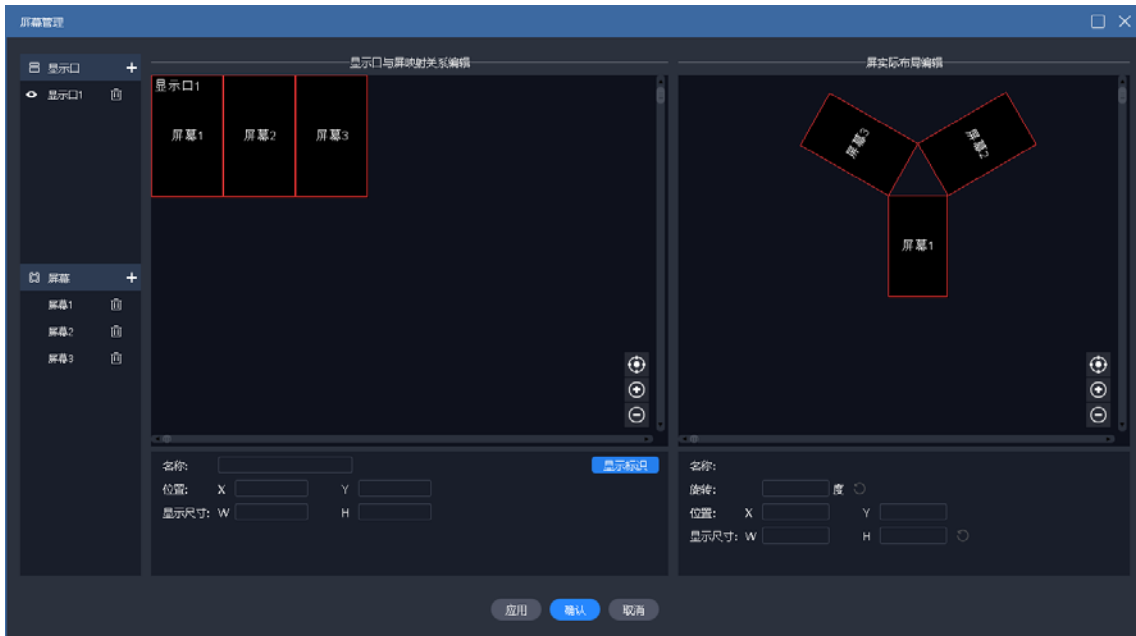 屏幕管理
显示口 +
显示口1
屏幕 +
屏幕1
屏幕2
屏幕3
显示口与屏映射关系编辑
显示口1
屏幕1 屏幕2 屏幕3
名称: 显示标识
位置: X Y
显示尺寸: W H
屏实际布局编辑
屏幕3 屏幕2
屏幕1
名称:
旋转: 度
位置: X Y
显示尺寸: W H
应用 确认 取消